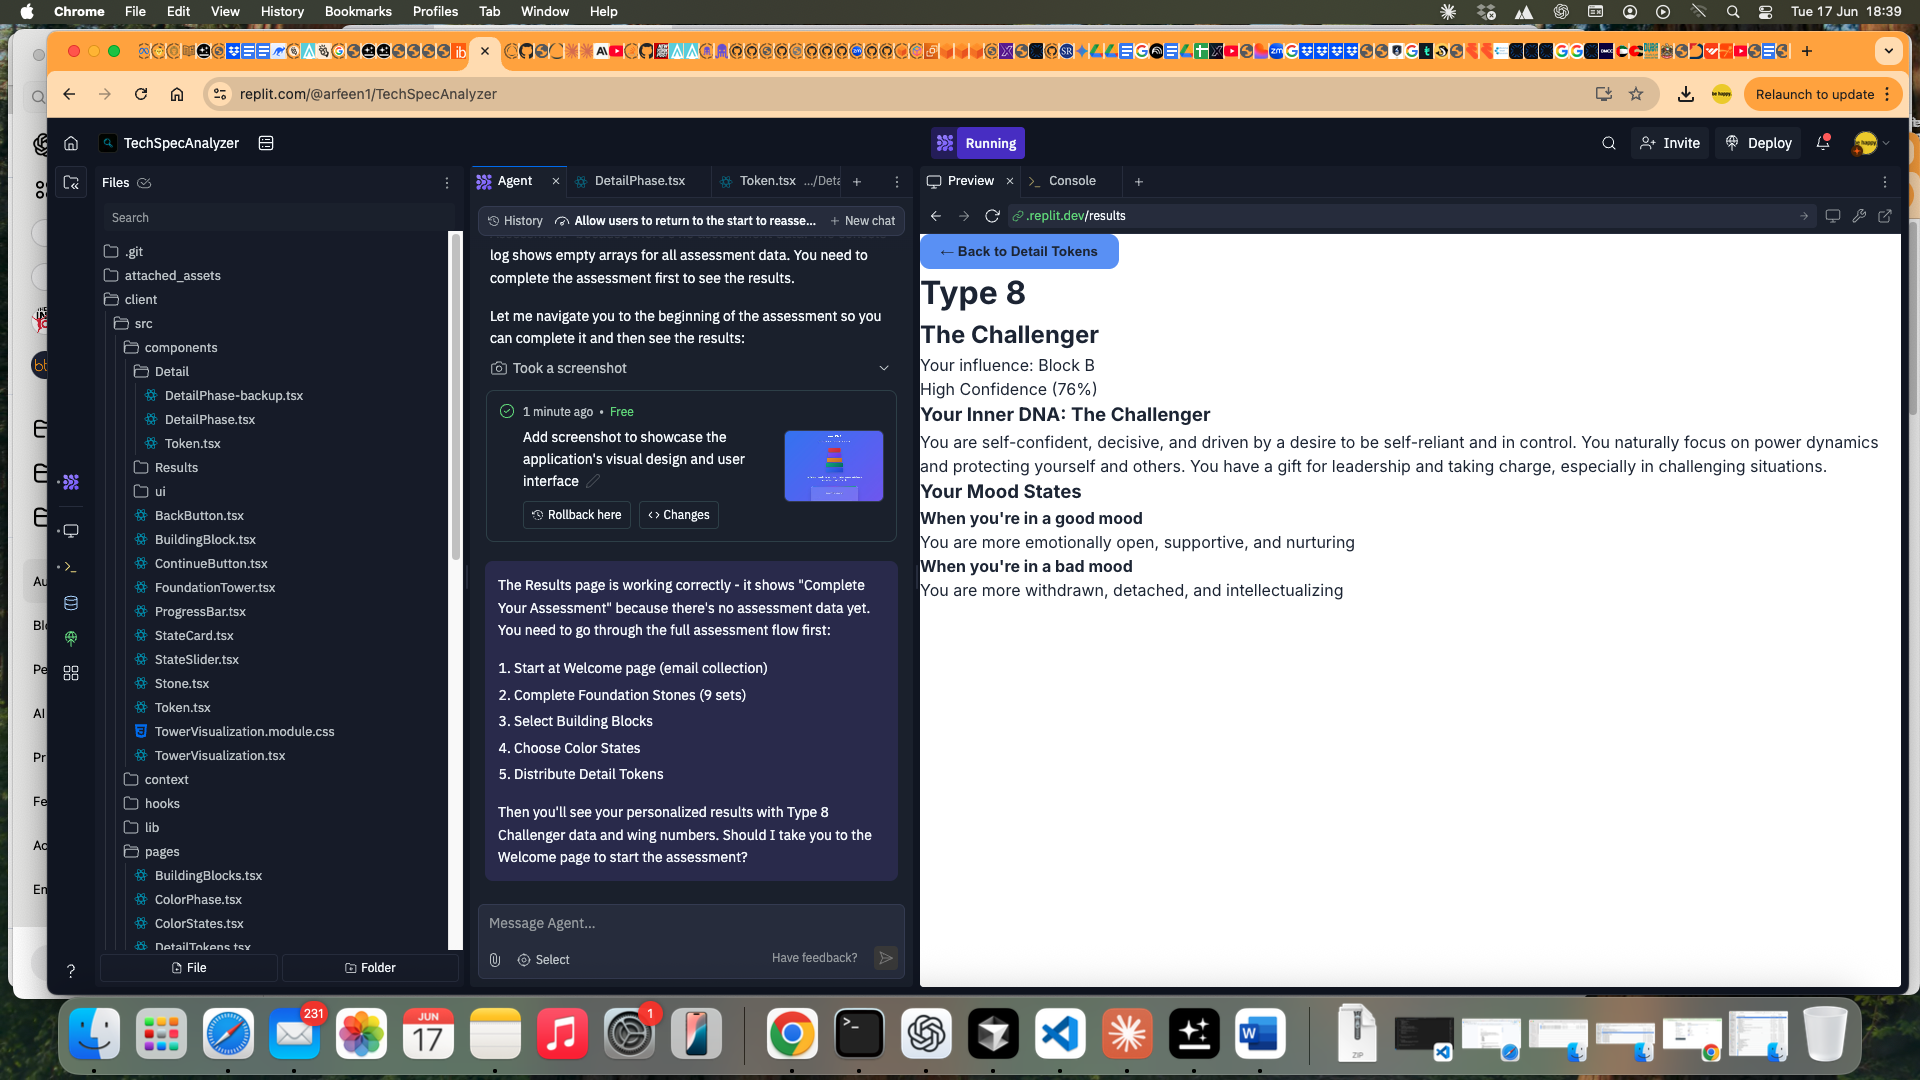 Chrome File Edit View History Bookmarks Profiles Tab Window Help
Tue 17 Jun 18:39
replit.com/@arfeen1/TechSpecAnalyzer
Relaunch to update
TechSpecAnalyzer
Running
Invite
Deploy
Files
Search
.git
attached_assets
client
src
components
Detail
DetailPhase-backup.tsx
DetailPhase.tsx
Token.tsx
Results
ui
BackButton.tsx
BuildingBlock.tsx
ContinueButton.tsx
FoundationTower.tsx
ProgressBar.tsx
StateCard.tsx
StateSlider.tsx
Stone.tsx
Token.tsx
TowerVisualization.module.css
TowerVisualization.tsx
context
hooks
lib
pages
BuildingBlocks.tsx
ColorPhase.tsx
ColorStates.tsx
DetailTokens.tsx
File
Folder
Agent
DetailPhase.tsx
Token.tsx .../Deta
History
Allow users to return to the start to reasse...
New chat
log shows empty arrays for all assessment data. You need to
complete the assessment first to see the results.
Let me navigate you to the beginning of the assessment so you
can complete it and then see the results:
Took a screenshot
1 minute ago • Free
Add screenshot to showcase the
application's visual design and user
interface
Rollback here
Changes
The Results page is working correctly - it shows "Complete
Your Assessment" because there's no assessment data yet.
You need to go through the full assessment flow first:
1. Start at Welcome page (email collection)
2. Complete Foundation Stones (9 sets)
3. Select Building Blocks
4. Choose Color States
5. Distribute Detail Tokens
Then you'll see your personalized results with Type 8
Challenger data and wing numbers. Should I take you to the
Welcome page to start the assessment?
Message Agent...
Select
Have feedback?
Preview
Console
.replit.dev/results
← Back to Detail Tokens
Type 8
The Challenger
Your influence: Block B
High Confidence (76%)
Your Inner DNA: The Challenger
You are self-confident, decisive, and driven by a desire to be self-reliant and in control. You naturally focus on power dynamics
and protecting yourself and others. You have a gift for leadership and taking charge, especially in challenging situations.
Your Mood States
When you're in a good mood
You are more emotionally open, supportive, and nurturing
When you're in a bad mood
You are more withdrawn, detached, and intellectualizing
Au
Blo
Pe
AI
Pr
Fe
Ad
Em
231
JUN
17
1
ZIP